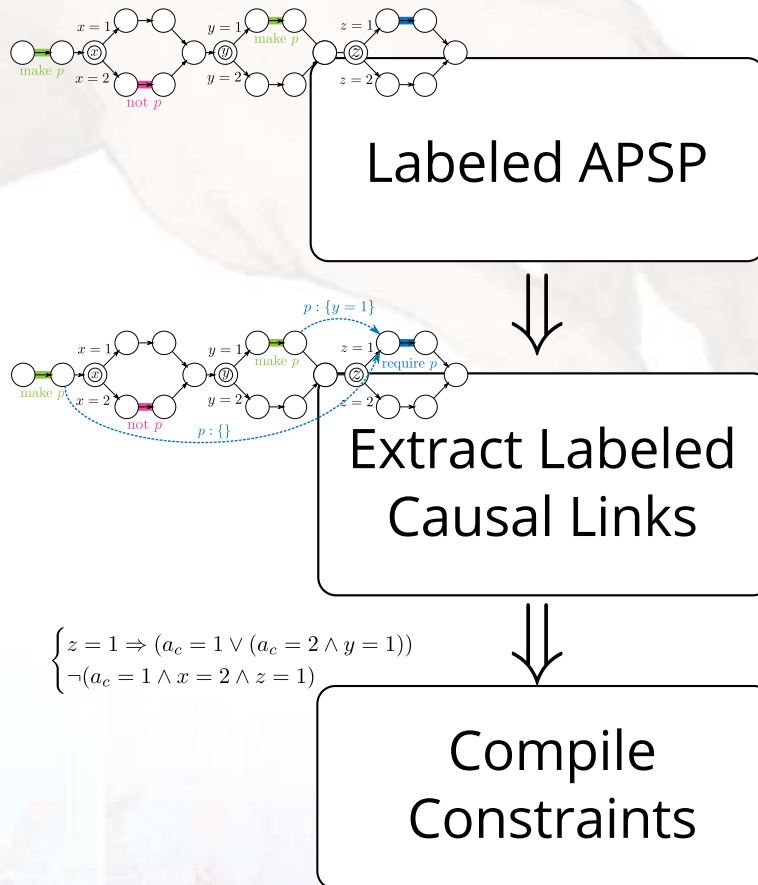 x = 1
y = 1
z = 1
make p
x
y
z
make p
x = 2
y = 2
z = 2
not p
Labeled APSP
p : {y = 1}
x = 1
y = 1
z = 1
make p
require p
x
y
z
make p
x = 2
y = 2
z = 2
not p
p : {}
Extract Labeled
Causal Links
z = 1 ⇒ (a_c = 1 ∨ (a_c = 2 ∧ y = 1))
¬(a_c = 1 ∧ x = 2 ∧ z = 1)
Compile
Constraints